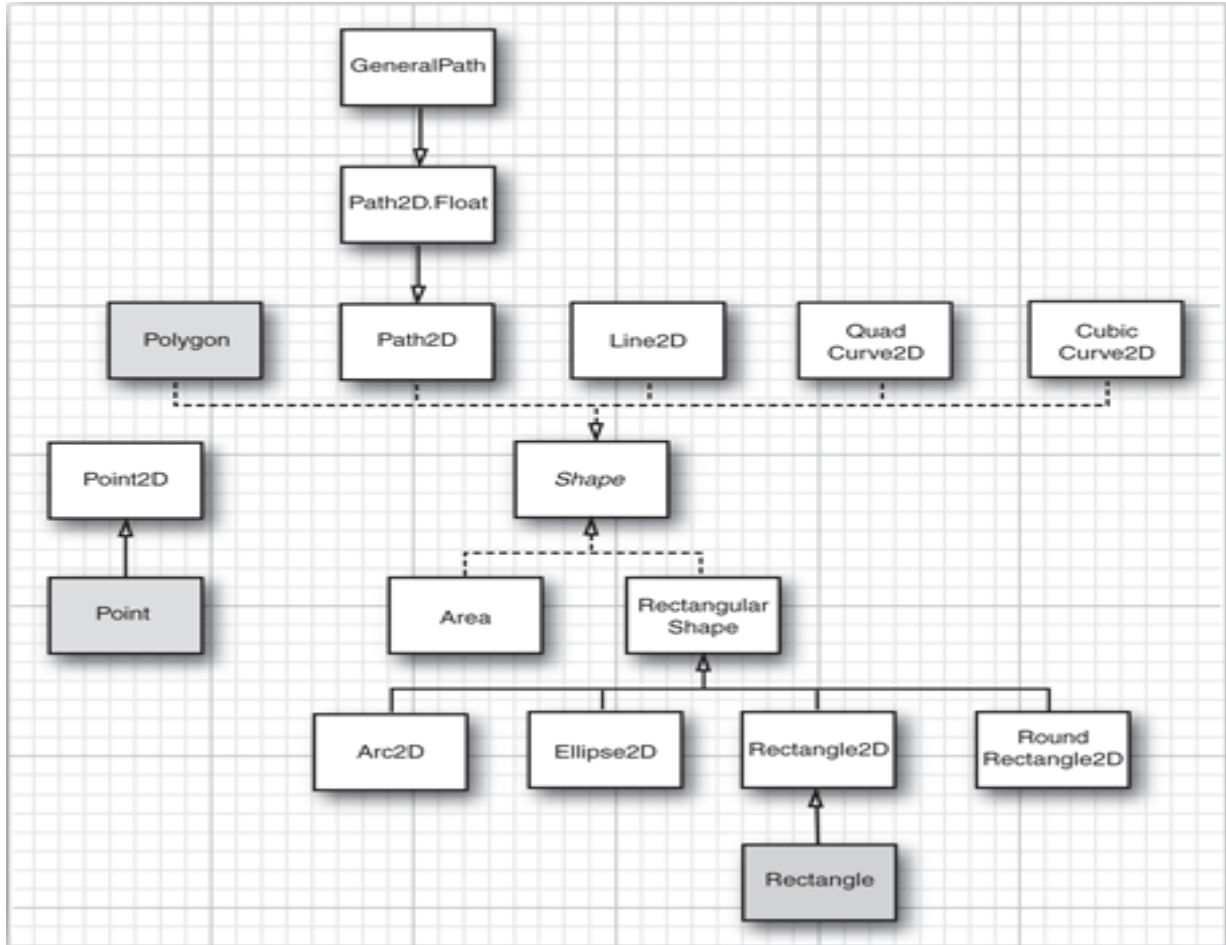 GeneralPath
Path2D.Float
Polygon
Path2D
Line2D
Quad
Curve2D
Cubic
Curve2D
Point2D
Shape
Point
Area
Rectangular
Shape
Arc2D
Ellipse2D
Rectangle2D
Round
Rectangle2D
Rectangle